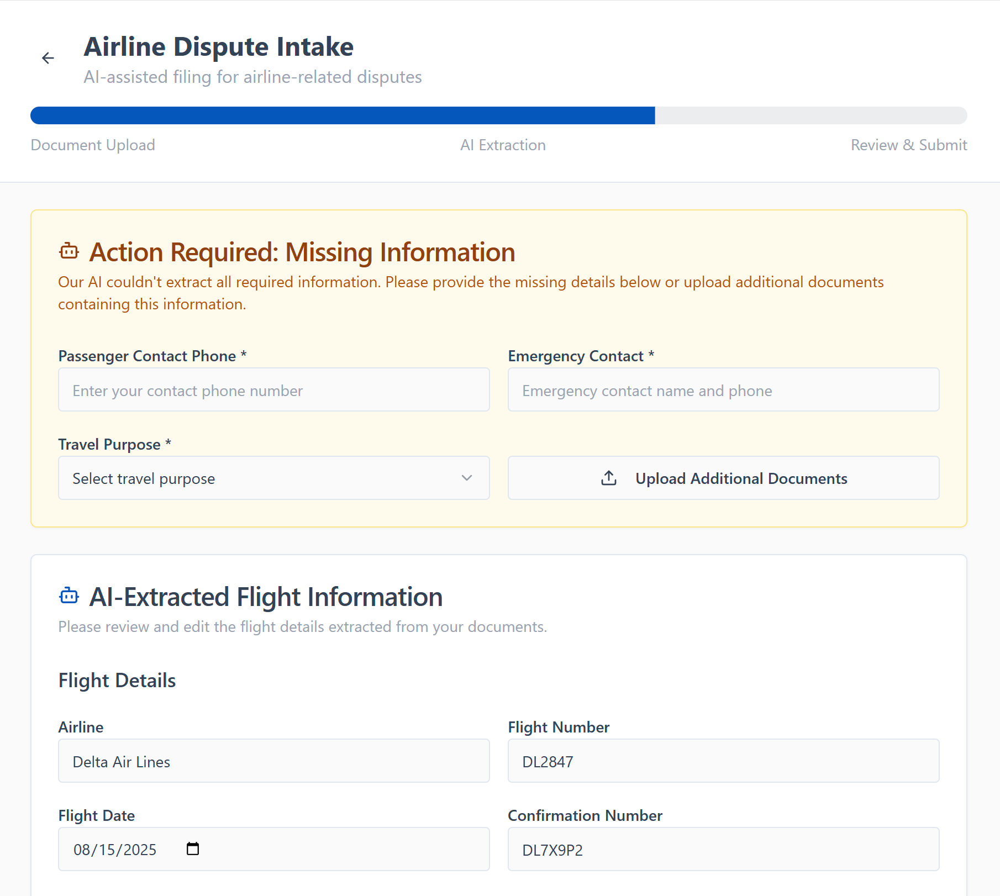 Airline Dispute Intake
AI-assisted filing for airline-related disputes
Document Upload
AI Extraction
Review & Submit
Action Required: Missing Information
Our AI couldn't extract all required information. Please provide the missing details below or upload additional documents
containing this information.
Passenger Contact Phone *
Emergency Contact *
Enter your contact phone number
Emergency contact name and phone
Travel Purpose *
Select travel purpose
Upload Additional Documents
AI-Extracted Flight Information
Please review and edit the flight details extracted from your documents.
Flight Details
Airline
Flight Number
Delta Air Lines
DL2847
Flight Date
Confirmation Number
08/15/2025
DL7X9P2